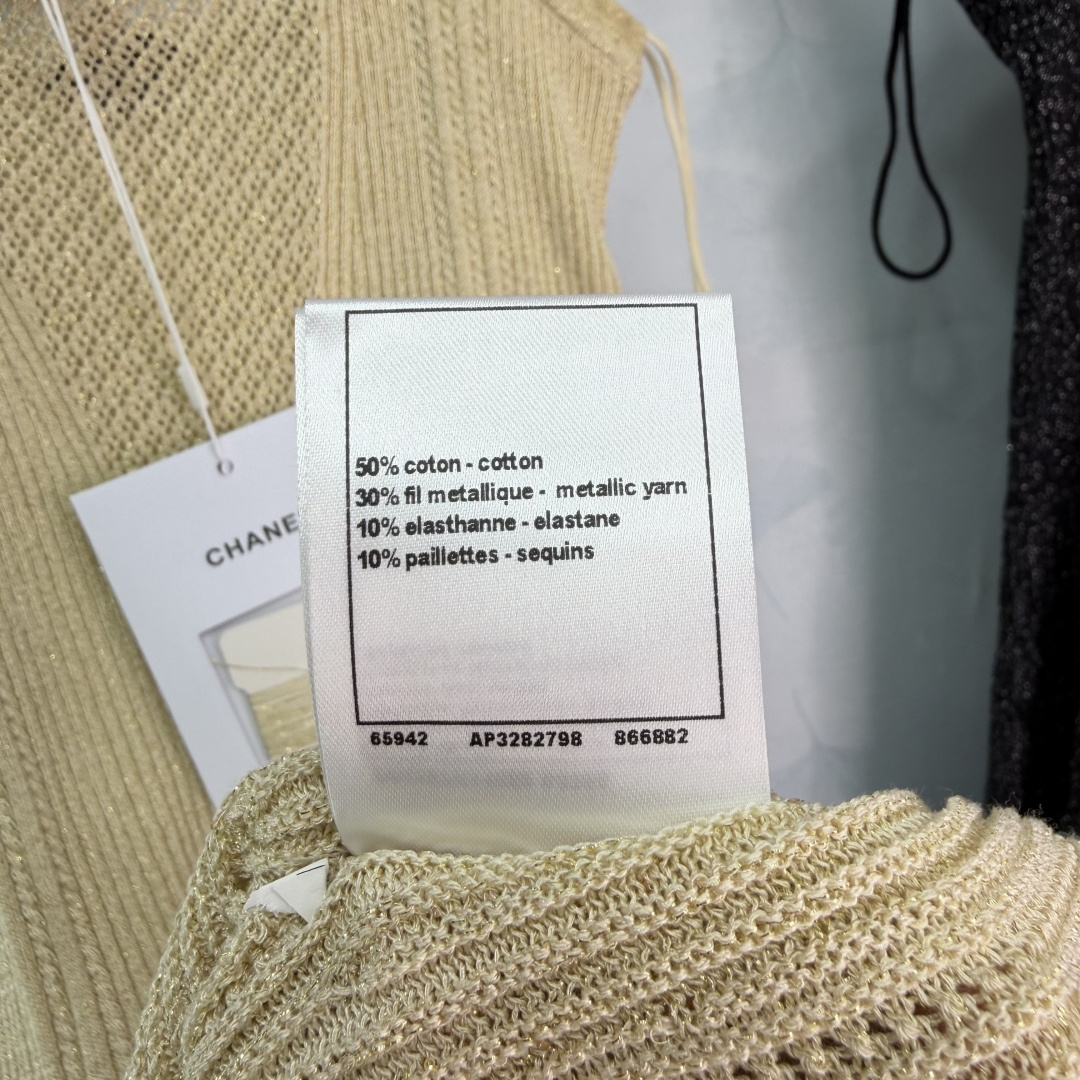 CHANE
50% coton - cotton
30% fil metallique - metallic yarn
10% elasthanne - elastane
10% paillettes - sequins
65942 AP3282798 866882